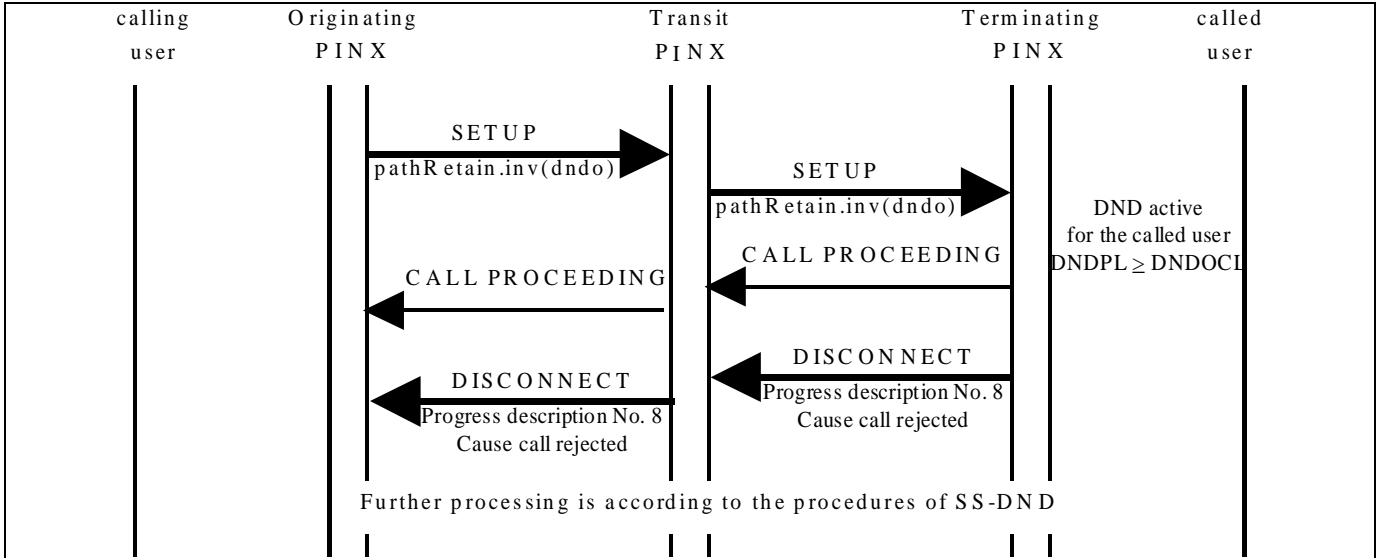 calling Originating Transit Terminating called
user PINX PINX PINX user
SETUP
pathRetain.inv(dndo)
SETUP
pathRetain.inv(dndo)
DND active
for the called user
DNDPL ≥ DNDOCL
CALL PROCEEDING
CALL PROCEEDING
DISCONNECT
Progress description No. 8
Cause call rejected
DISCONNECT
Progress description No. 8
Cause call rejected
Further processing is according to the procedures of SS-DND